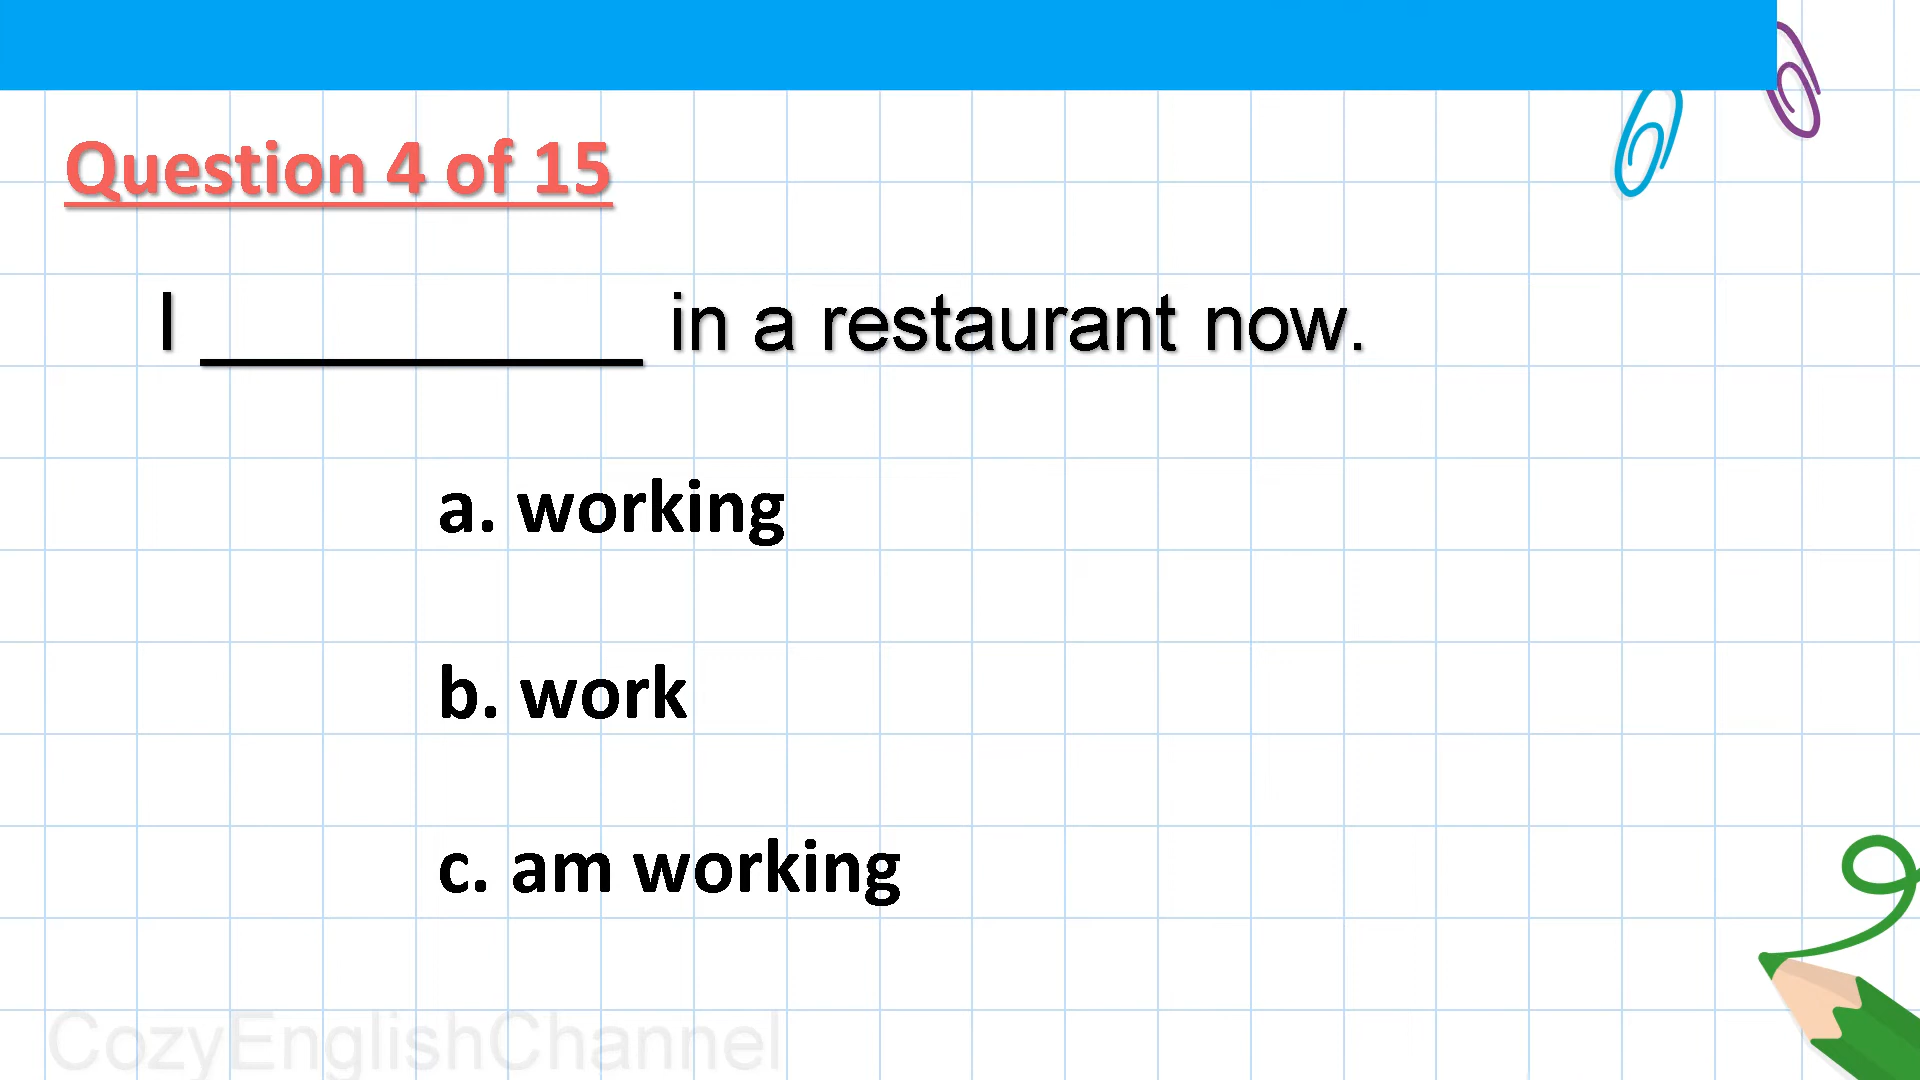 Question 4 of 15
I ___________ in a restaurant now.
a. working
b. work
c. am working
CozyEnglishChannel